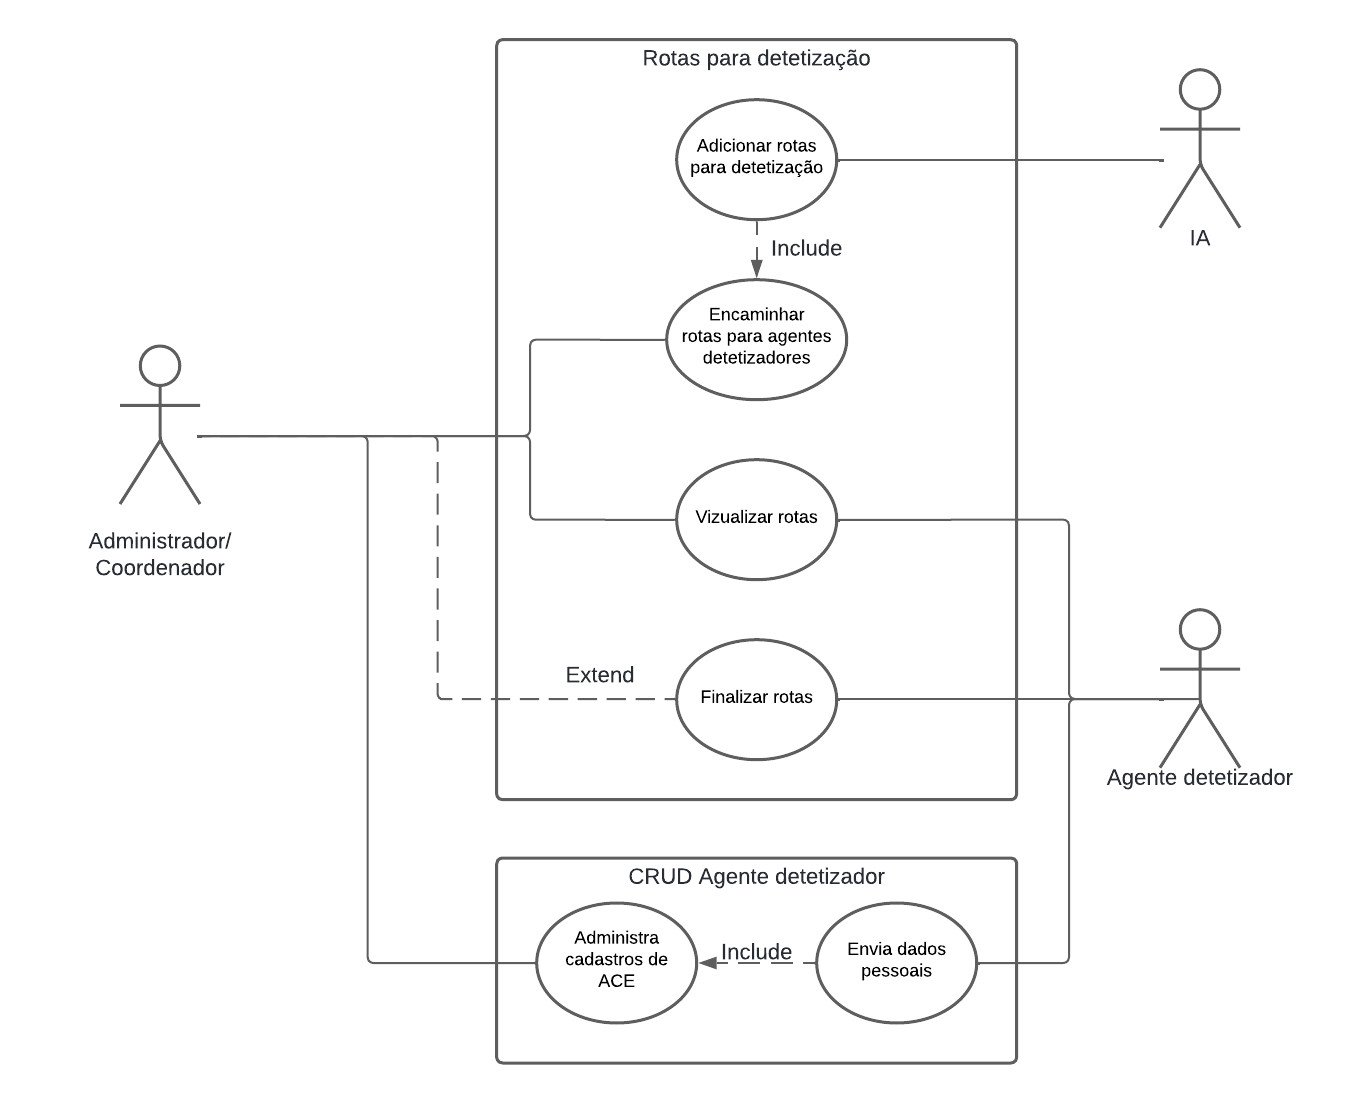 Rotas para detetização
Adicionar rotas
para detetização
IA
Include
Encaminhar
rotas para agentes
detetizadores
Administrador/
Coordenador
Vizualizar rotas
Extend
Finalizar rotas
Agente detetizador
CRUD Agente detetizador
Administra
cadastros de
ACE
Include
Envia dados
pessoais